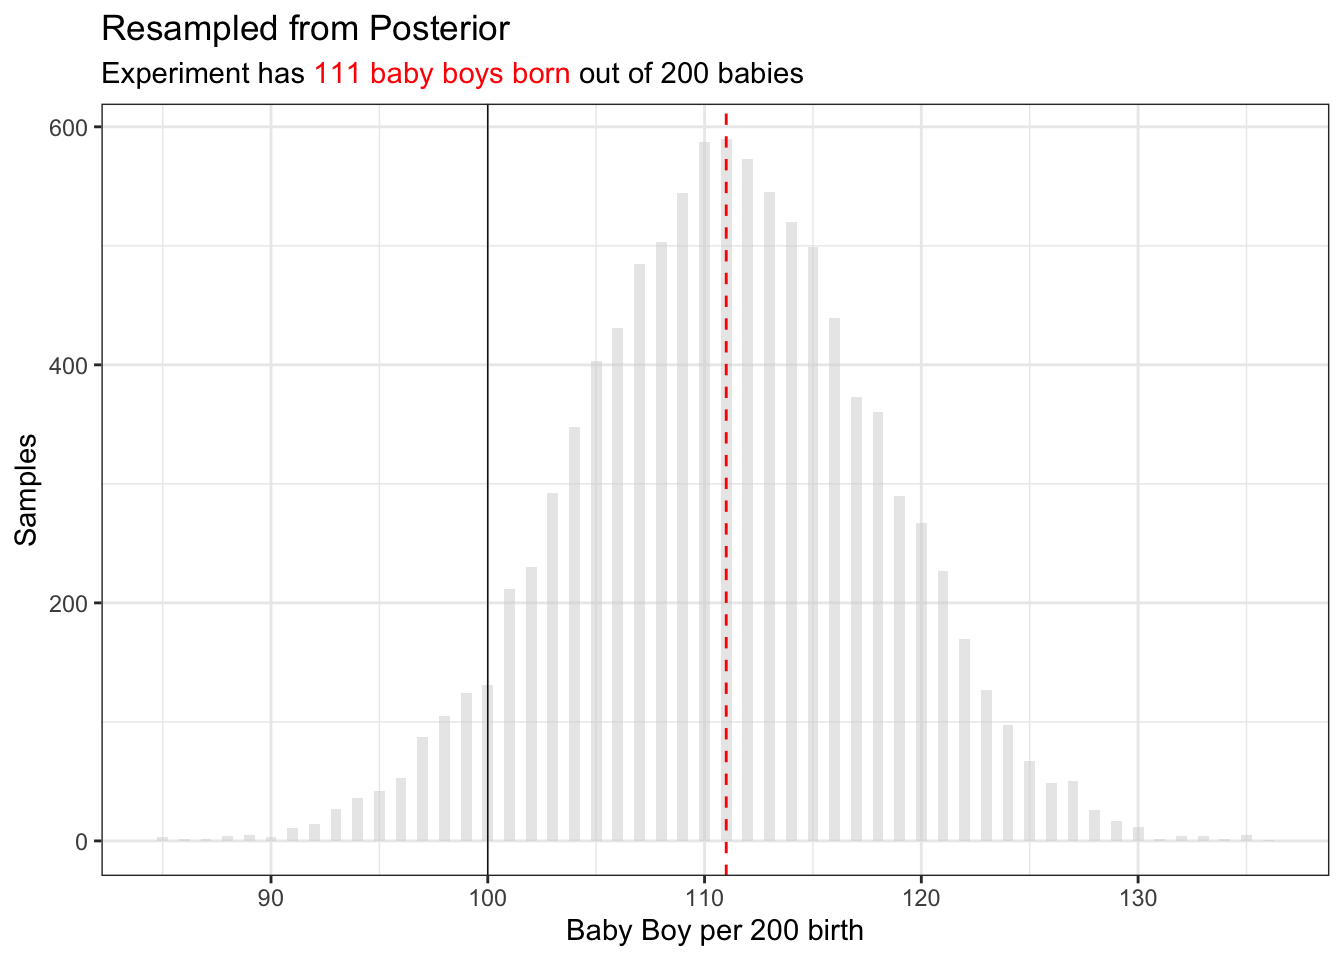 Resampled from Posterior
Experiment has 111 baby boys born out of 200 babies
600
400
200
0
Samples
90 100 110 120 130
Baby Boy per 200 birth